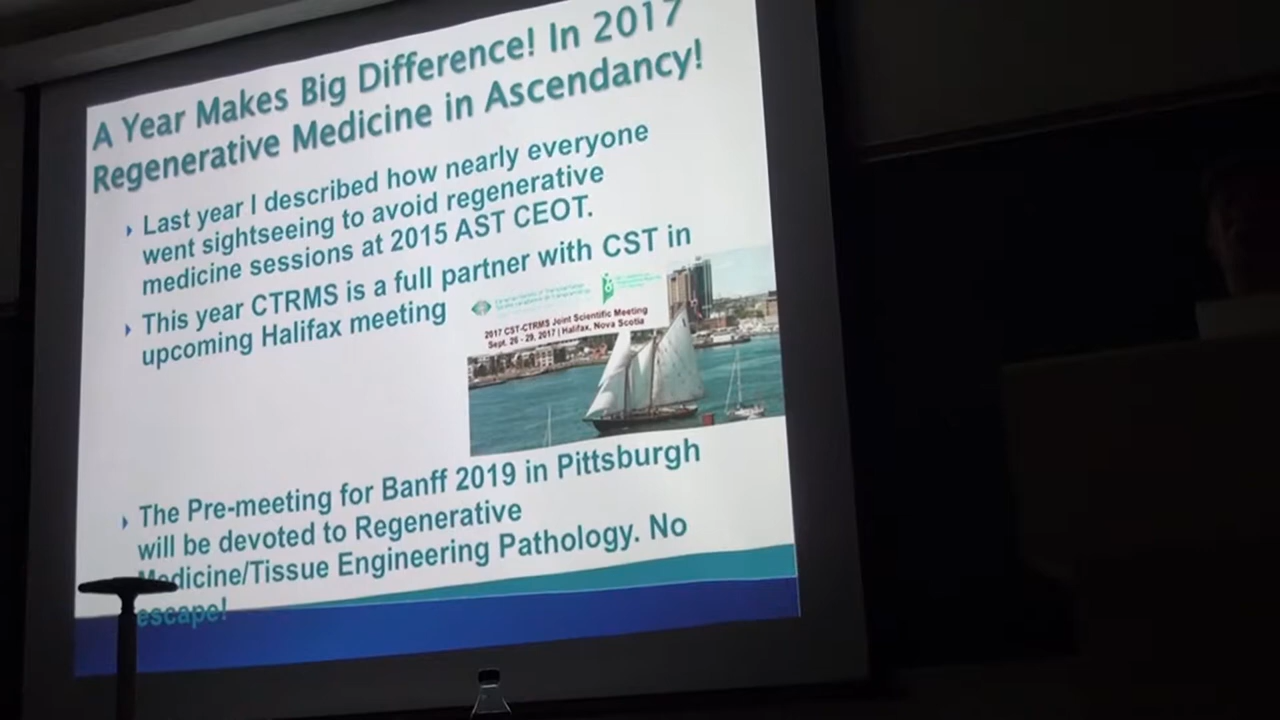 A Year Makes Big Difference! In 2017
Regenerative Medicine in Ascendancy!
Last year I described how nearly everyone
went sightseeing to avoid regenerative
medicine sessions at 2015 AST CEOT.
This year CTRMS is a full partner with CST in
upcoming Halifax meeting
2017 CST-CTRMS Joint Scientific Meeting
Sept. 26 - 29, 2017 | Halifax, Nova Scotia
The Pre-meeting for Banff 2019 in Pittsburgh
will be devoted to Regenerative
Medicine/Tissue Engineering Pathology. No
escape!